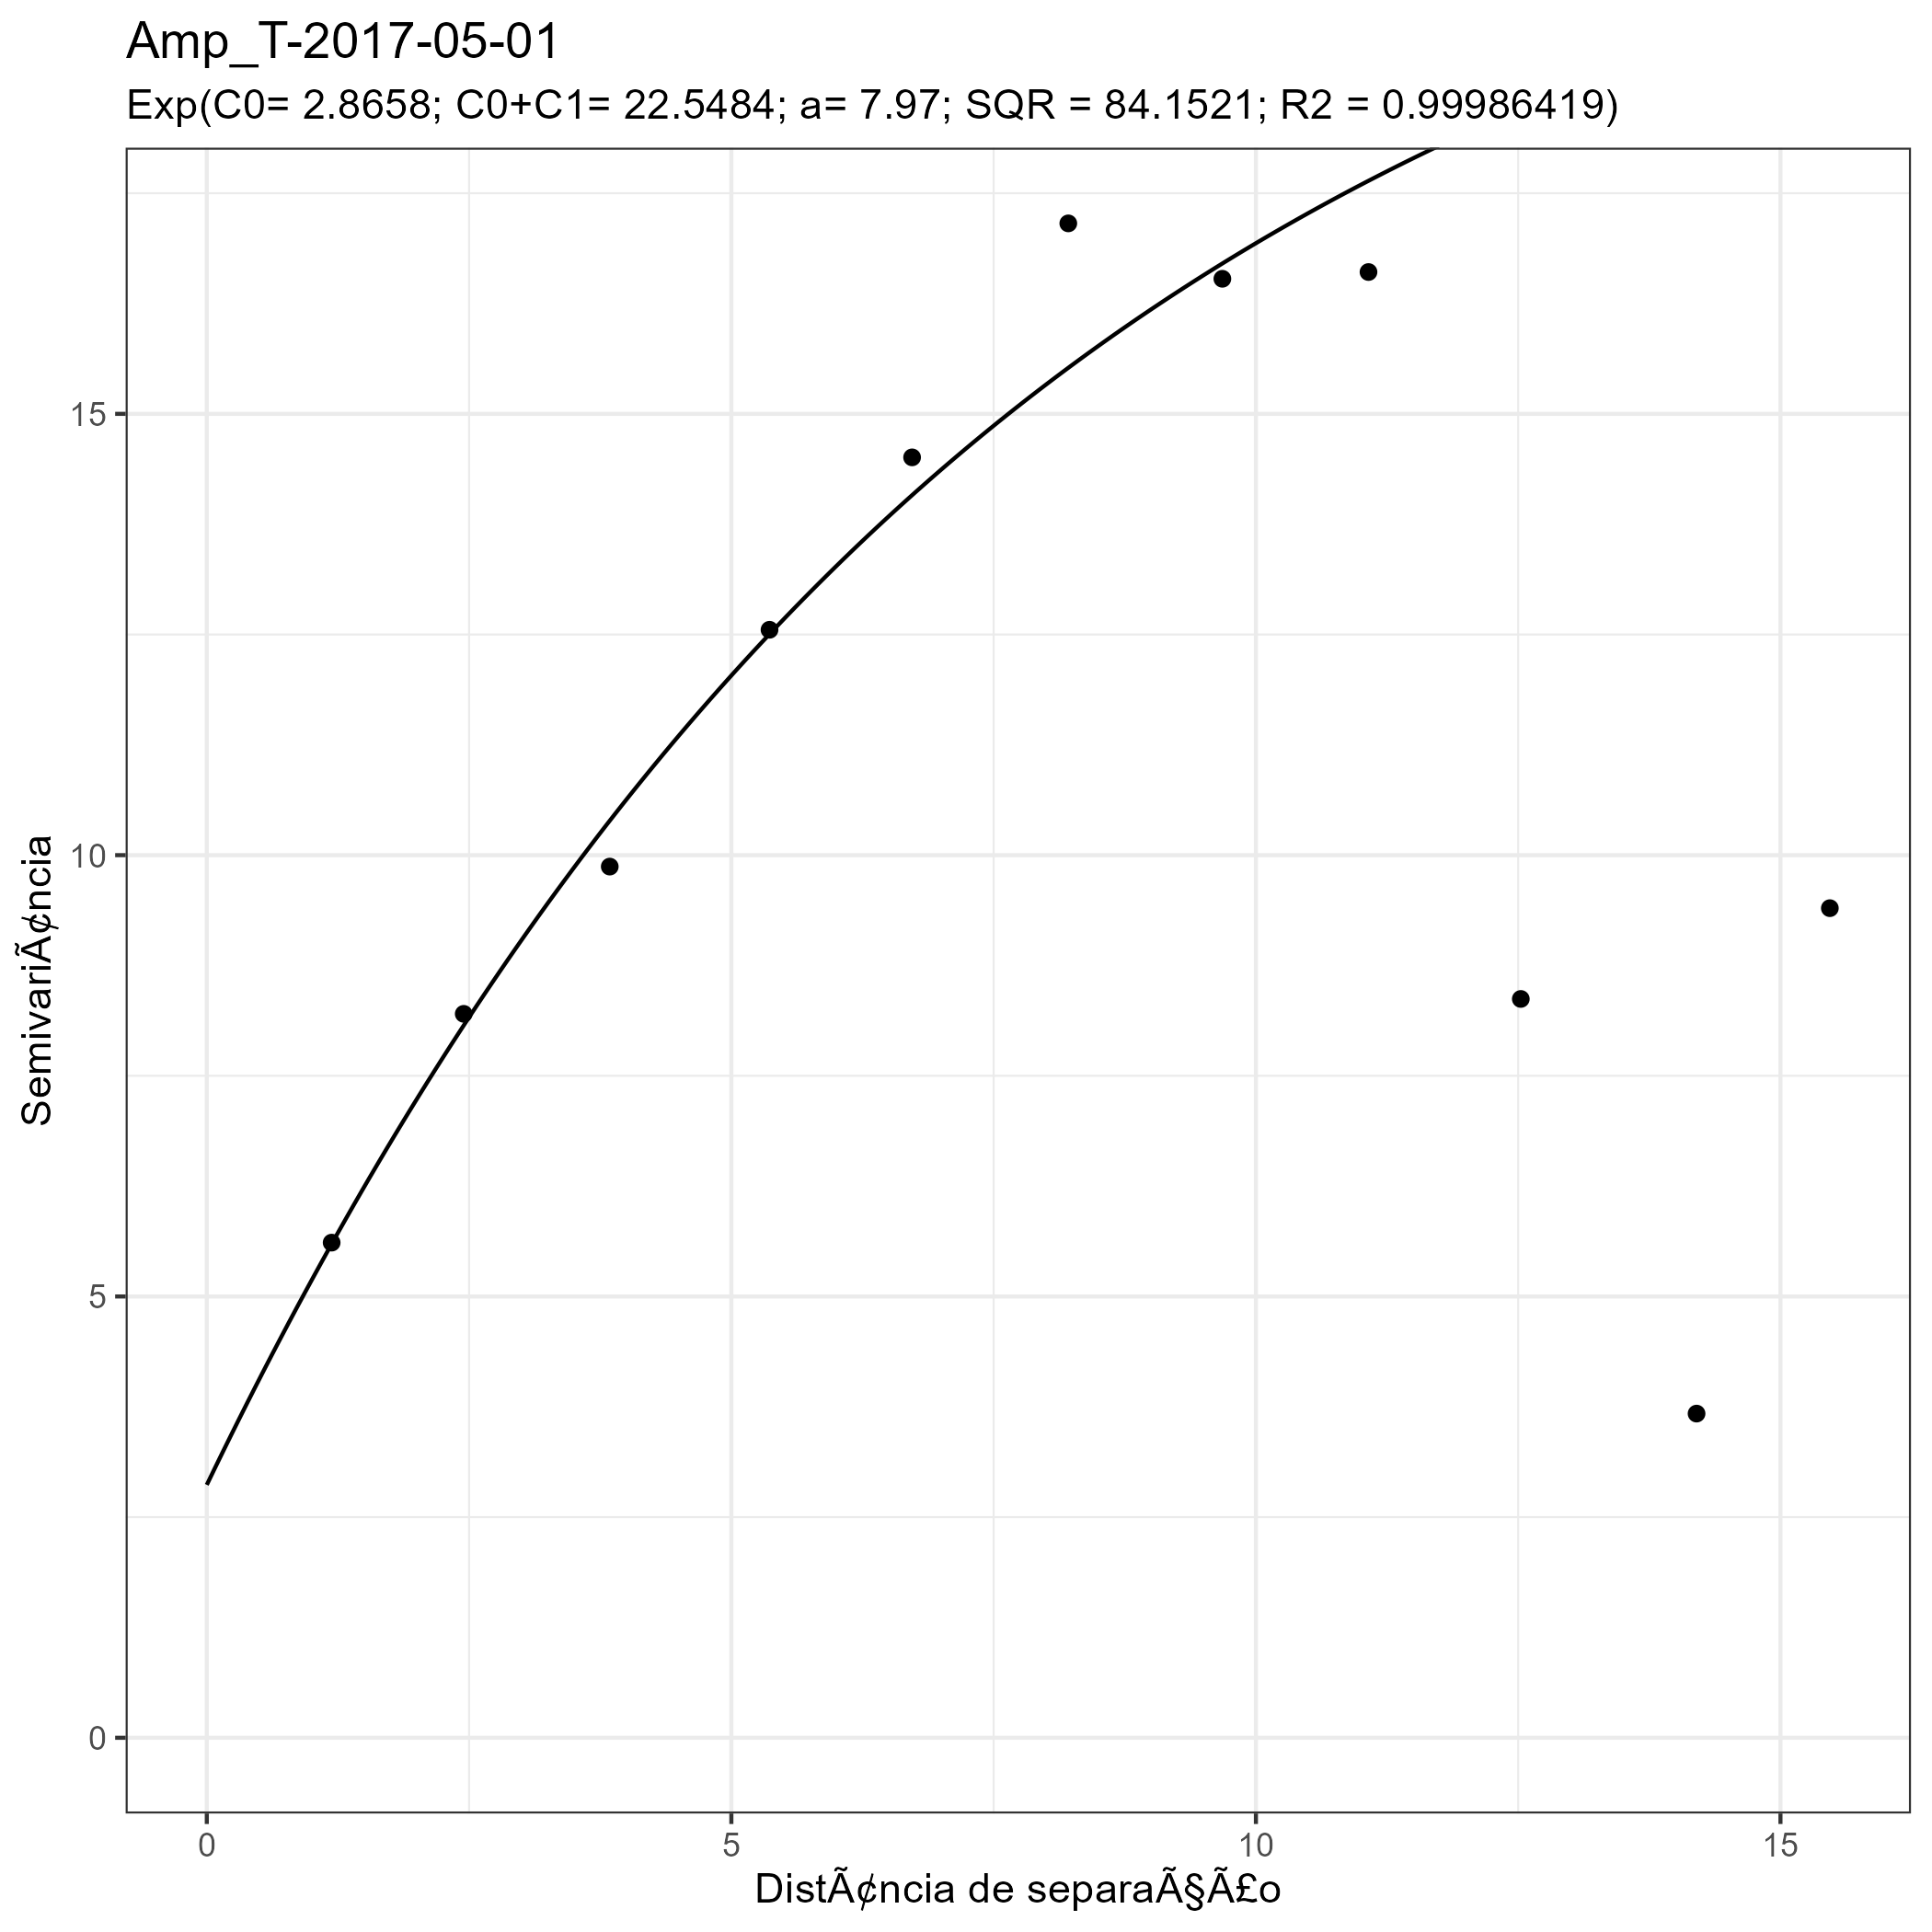 Amp_T-2017-05-01
Exp(C0= 2.8658; C0+C1= 22.5484; a= 7.97; SQR = 84.1521; R2 = 0.99986419)
SemivariÃ¢ncia
15
10
5
0
0 5 10 15
DistÃ¢ncia de separaÃ§Ã£o